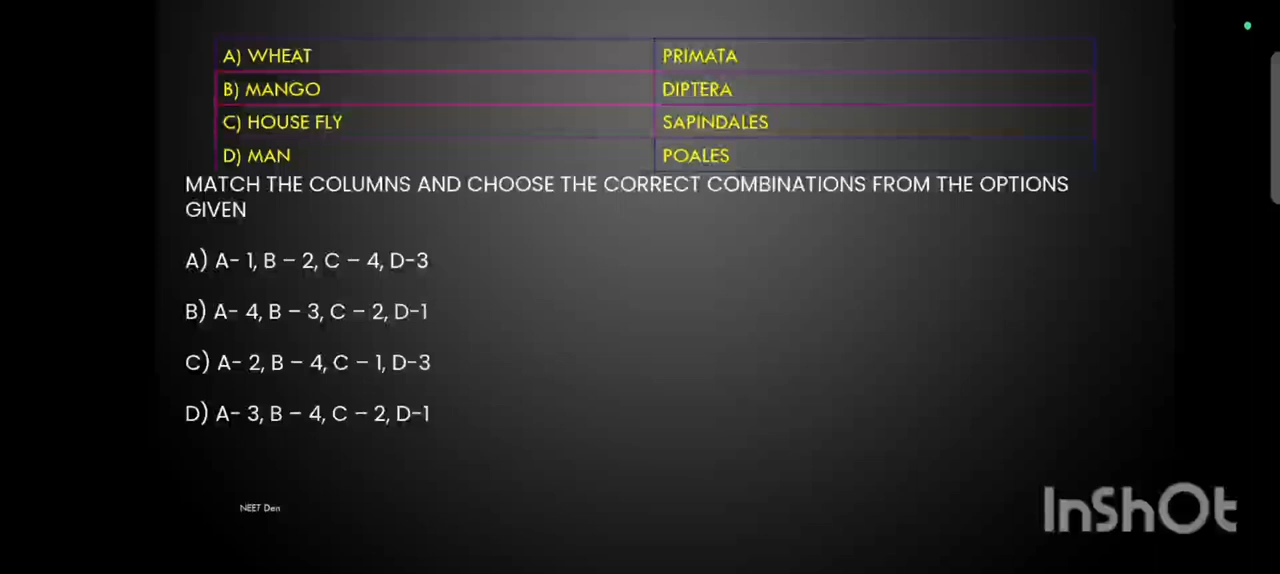 A) WHEAT PRIMATA
B) MANGO DIPTERA
C) HOUSE FLY SAPINDALES
D) MAN POALES
MATCH THE COLUMNS AND CHOOSE THE CORRECT COMBINATIONS FROM THE OPTIONS
GIVEN
A) A- 1, B – 2, C – 4, D-3
B) A- 4, B – 3, C – 2, D-1
C) A- 2, B – 4, C – 1, D-3
D) A- 3, B – 4, C – 2, D-1
NEET Den
InShOt